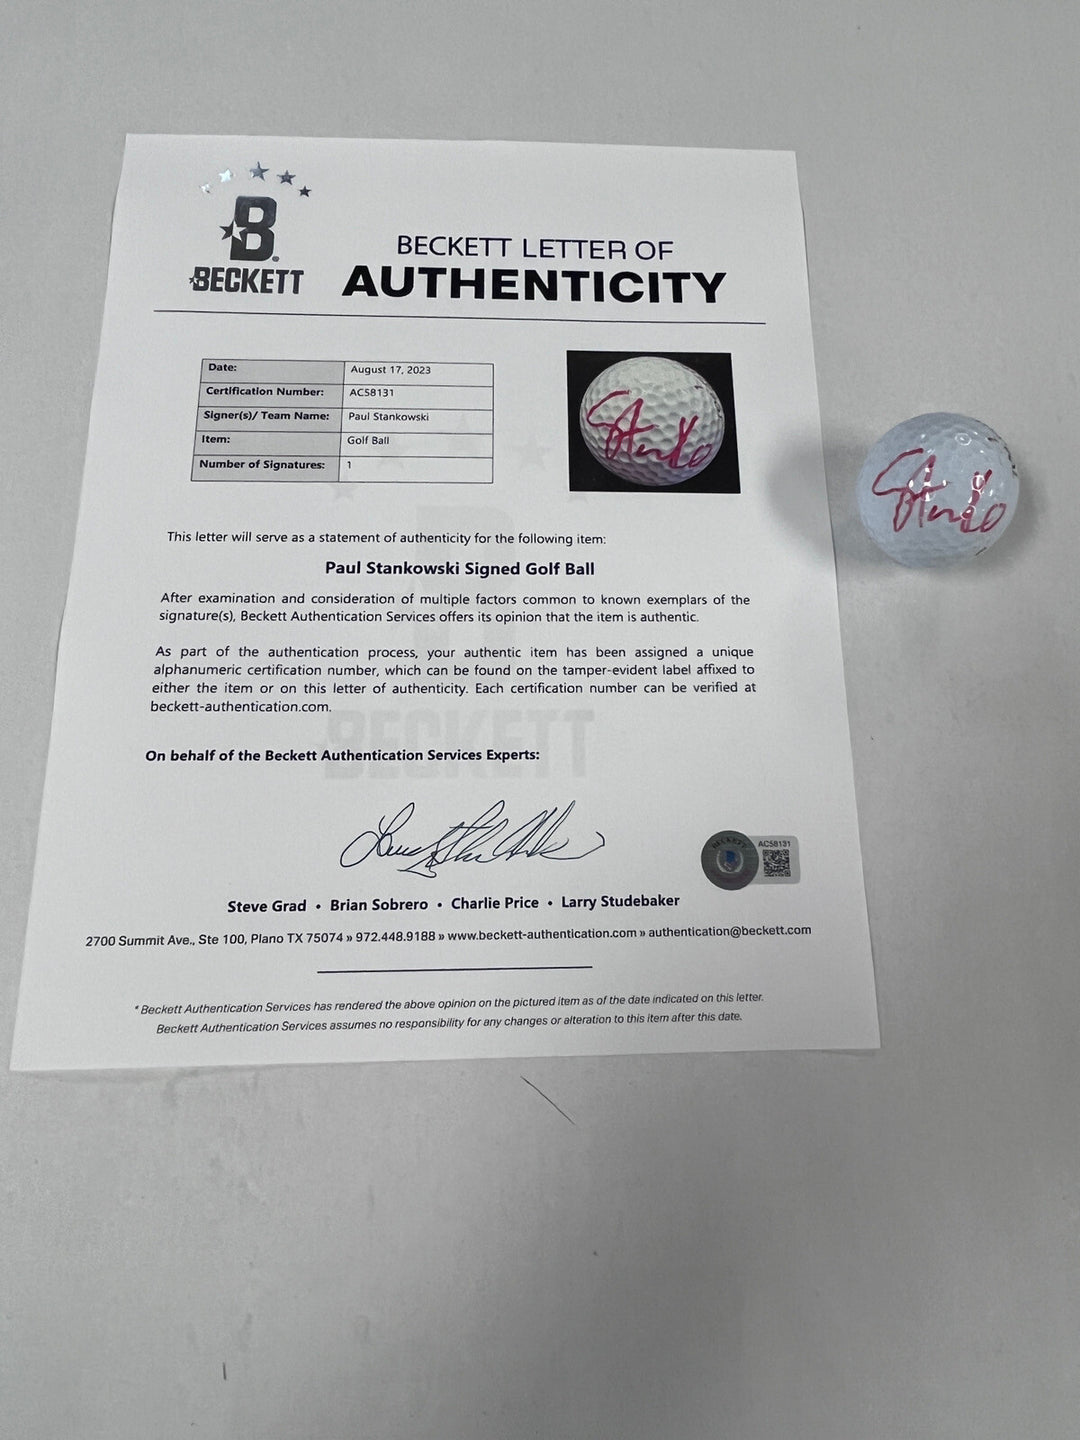 B
BECKETT
BECKETT LETTER OF
AUTHENTICITY
Date: August 17, 2023
Certification Number: AC58131
Signer(s)/ Team Name: Paul Stankowski
Item: Golf Ball
Number of Signatures: 1
Stanko
Stanko
This letter will serve as a statement of authenticity for the following item:
Paul Stankowski Signed Golf Ball
After examination and consideration of multiple factors common to known exemplars of the
signature(s), Beckett Authentication Services offers its opinion that the item is authentic.
As part of the authentication process, your authentic item has been assigned a unique
alphanumeric certification number, which can be found on the tamper-evident label affixed to
either the item or on this letter of authenticity. Each certification number can be verified at
beckett-authentication.com.
BECKETT
On behalf of the Beckett Authentication Services Experts:
BECKETT
AC58131
Steve Grad • Brian Sobrero • Charlie Price • Larry Studebaker
2700 Summit Ave., Ste 100, Plano TX 75074 » 972.448.9188 » www.beckett-authentication.com » authentication@beckett.com
* Beckett Authentication Services has rendered the above opinion on the pictured item as of the date indicated on this letter.
Beckett Authentication Services assumes no responsibility for any changes or alteration to this item after this date.